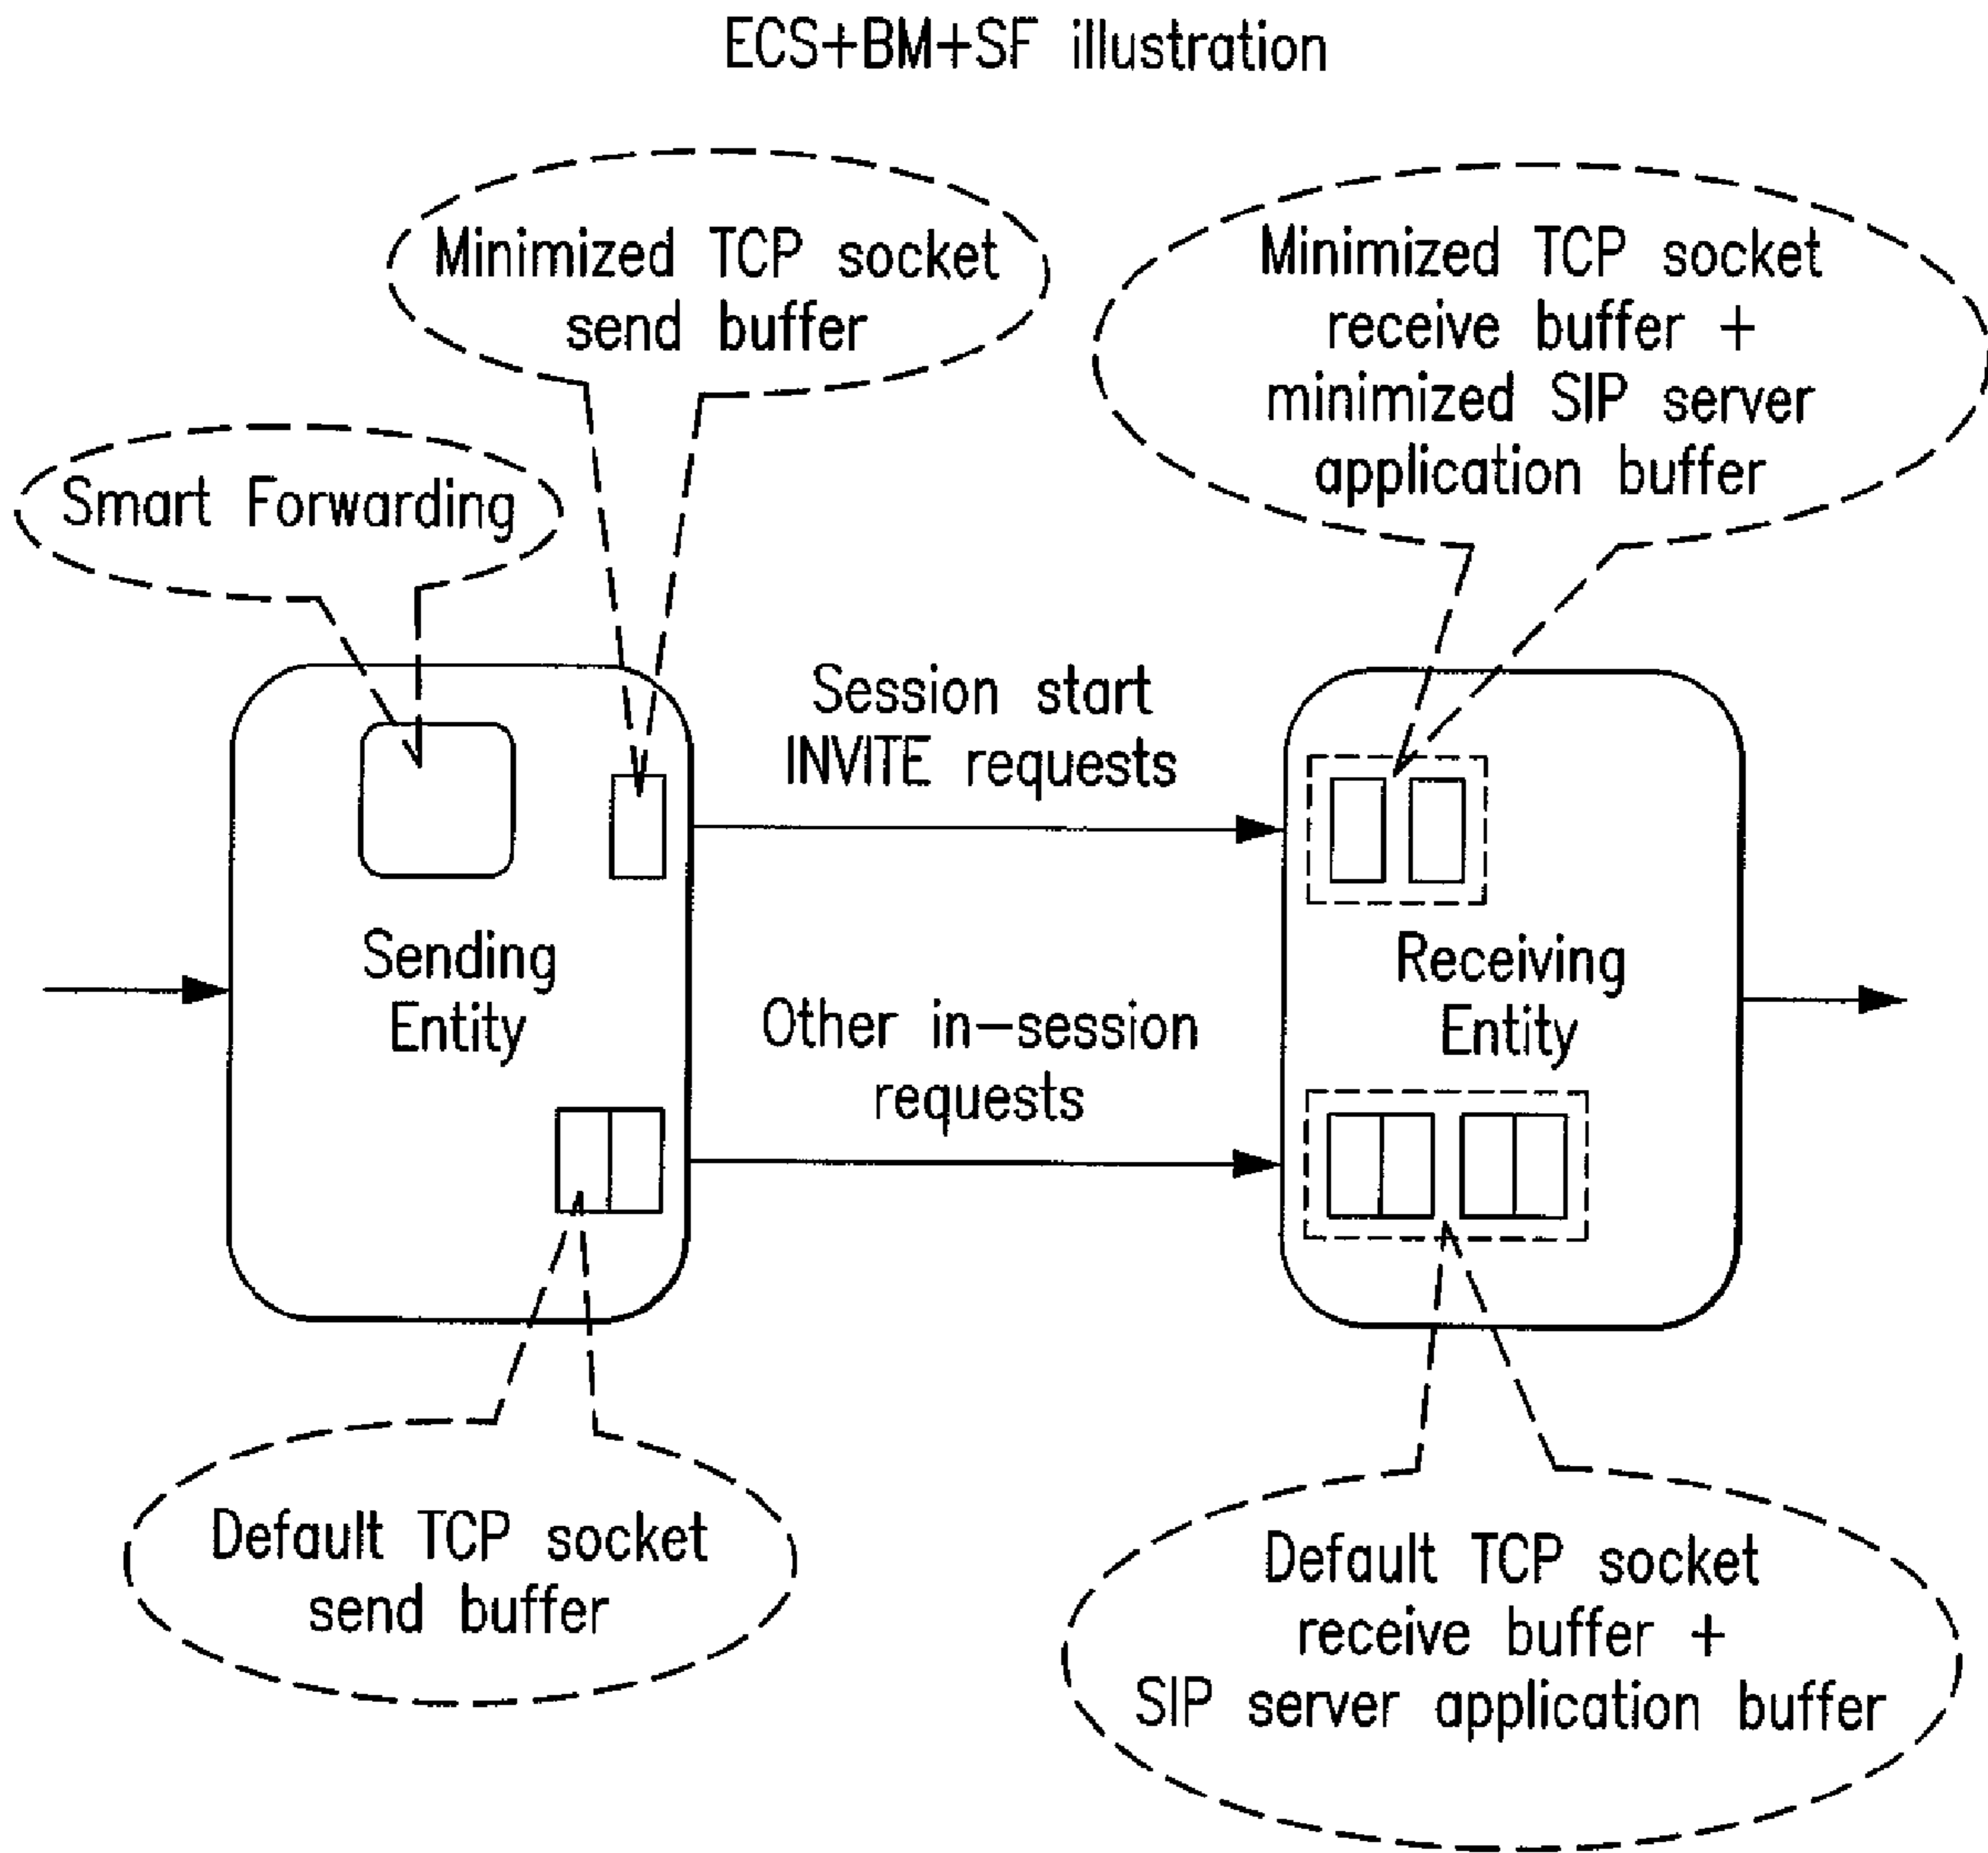 ECS+BM+SF illustration
Minimized TCP socket
send buffer
Minimized TCP socket
receive buffer +
minimized SIP server
application buffer
Smart Forwarding
Session start
INVITE requests
Sending
Entity
Receiving
Entity
Other in-session
requests
Default TCP socket
send buffer
Default TCP socket
receive buffer +
SIP server application buffer